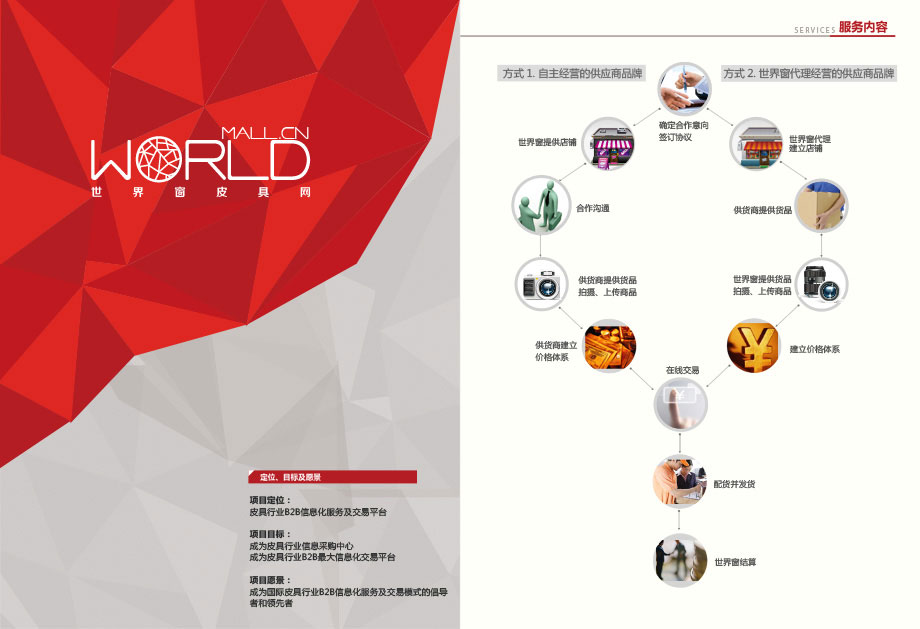 MALL.CN
WORLD
世界窗皮具网
定位、目标及愿景
项目定位：
皮具行业B2B信息化服务及交易平台
项目目标：
成为皮具行业信息采购中心
成为皮具行业B2B最大信息化交易平台
项目愿景：
成为国际皮具行业B2B信息化服务及交易模式的倡导
者和领先者
SERVICES 服务内容
方式 1. 自主经营的供应商品牌
方式 2. 世界窗代理经营的供应商品牌
确定合作意向
签订协议
世界窗提供店铺
世界窗代理
建立店铺
合作沟通
供货商提供货品
供货商提供货品
拍摄、上传商品
世界窗提供货品
拍摄、上传商品
供货商建立
价格体系
建立价格体系
在线交易
配货并发货
世界窗结算